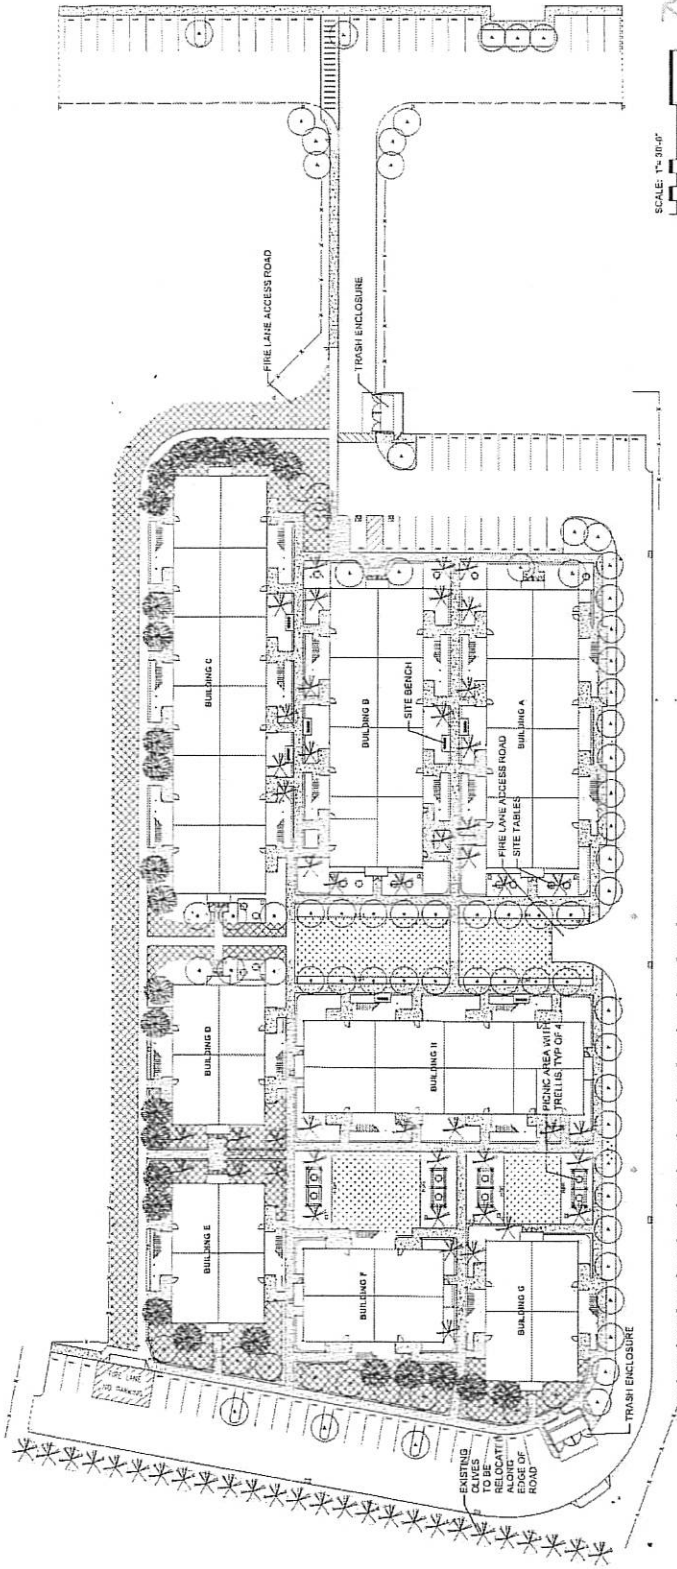 FIRE LANE ACCESS ROAD
TRASH ENCLOSURE
SCALE: 1"= 30'-0"
BUILDING C
BUILDING B
SITE BENCH
BUILDING A
FIRE LANE ACCESS ROAD
SITE TABLES
BUILDING D
BUILDING H
PICNIC AREA WITH
TRELLIS, TYP OF 4
BUILDING E
BUILDING F
BUILDING G
FIRE LANE
NO PARKING
TRASH ENCLOSURE
EXISTING
OLIVES
TO BE
RELOCAT
ALONG
EDGE OF
ROAD